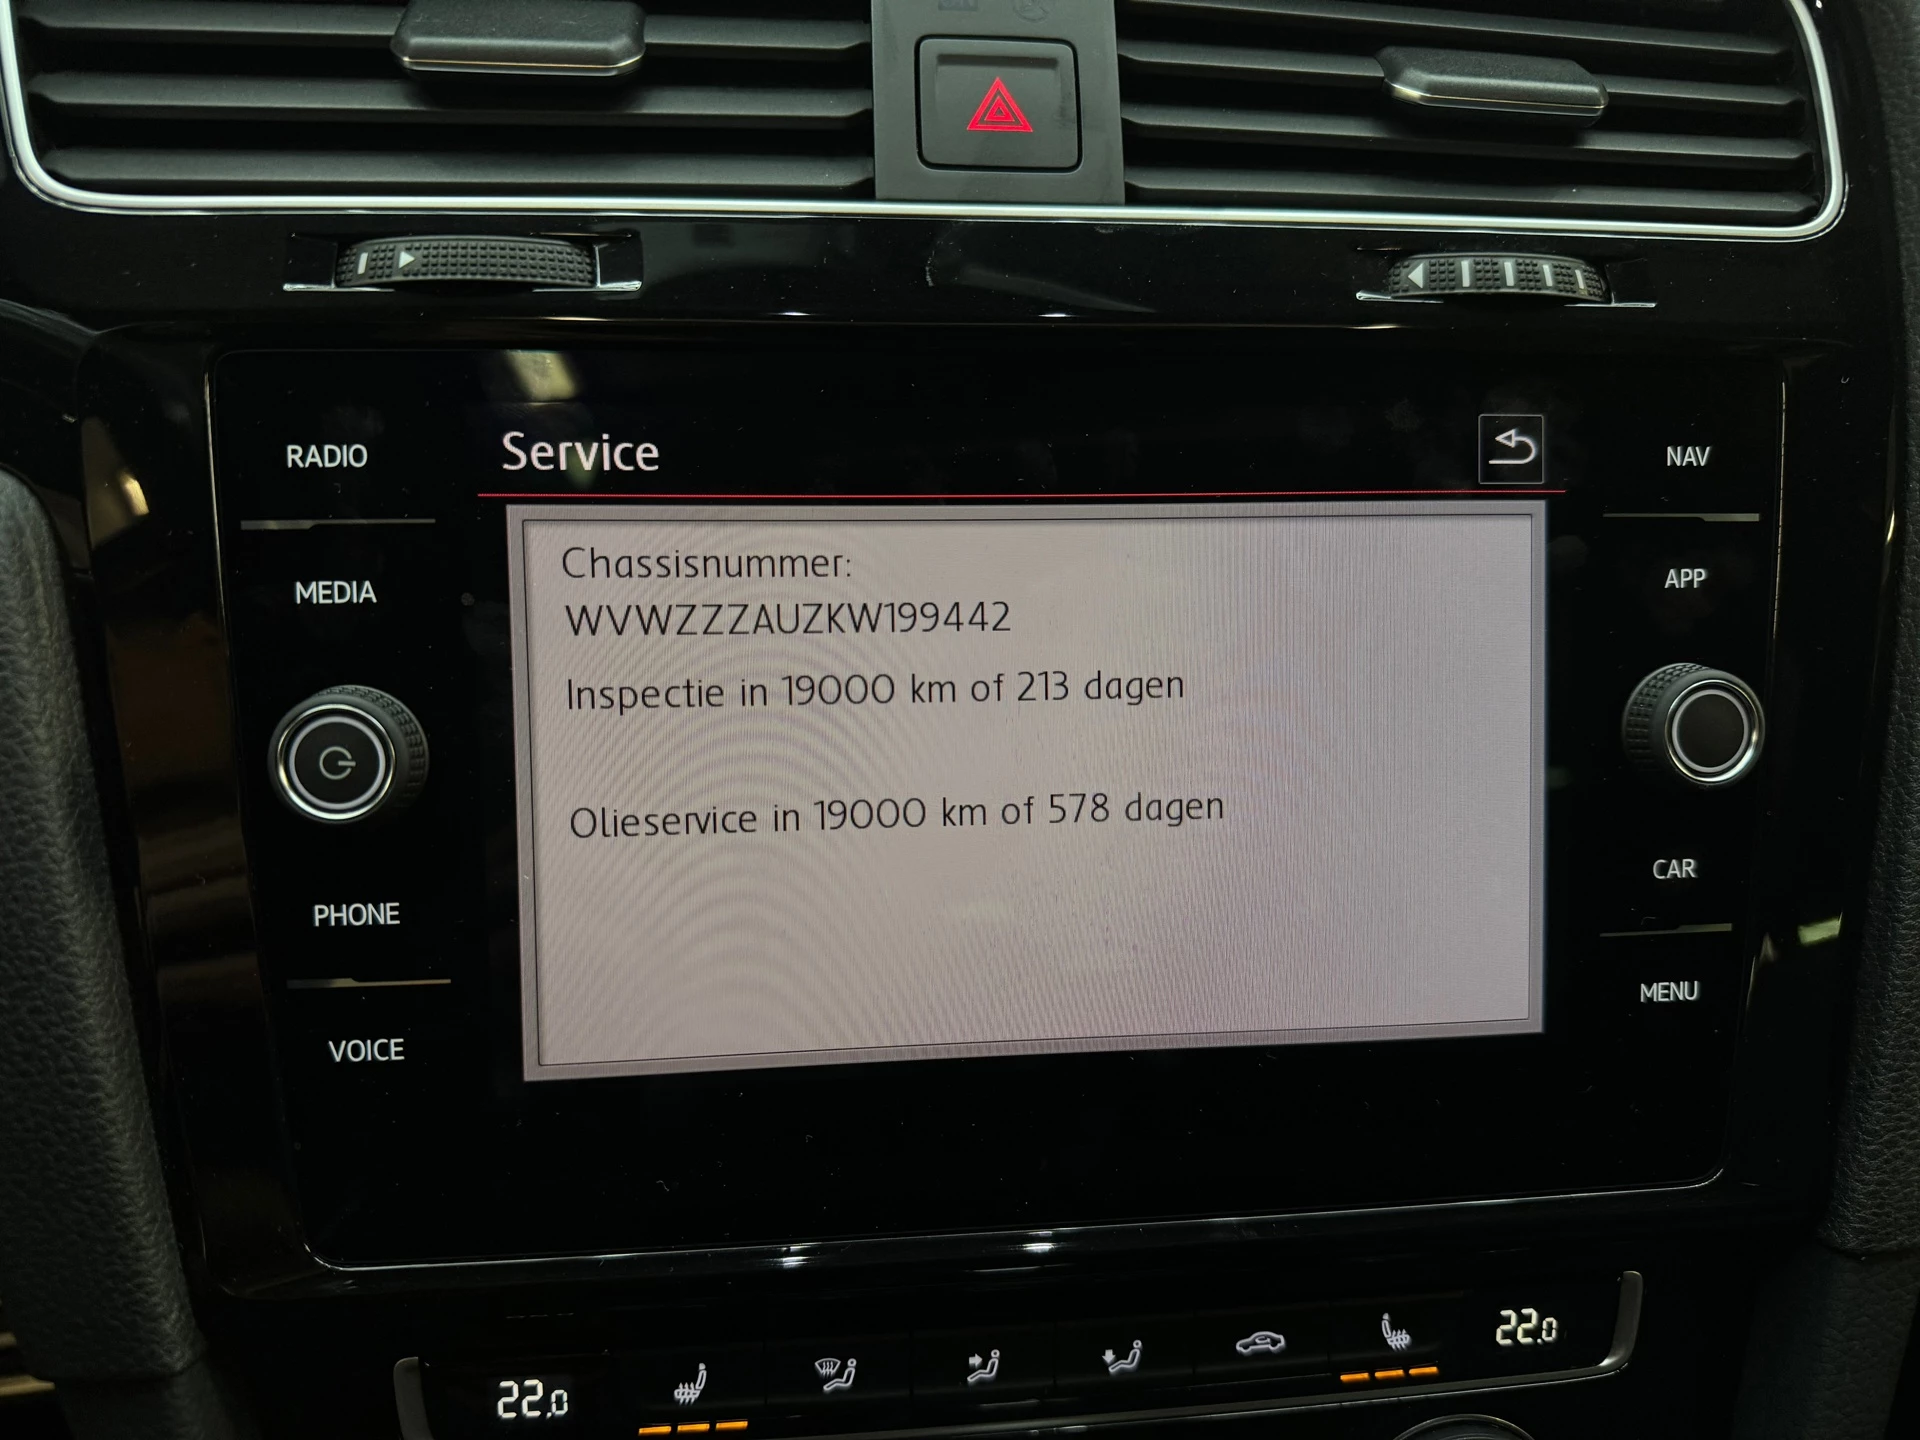 RADIO
Service
NAV
MEDIA
Chassisnummer:
WVWZZZAUZKW199442
APP
Inspectie in 19000 km of 213 dagen
Olieservice in 19000 km of 578 dagen
PHONE
CAR
VOICE
MENU
22.0
22.0